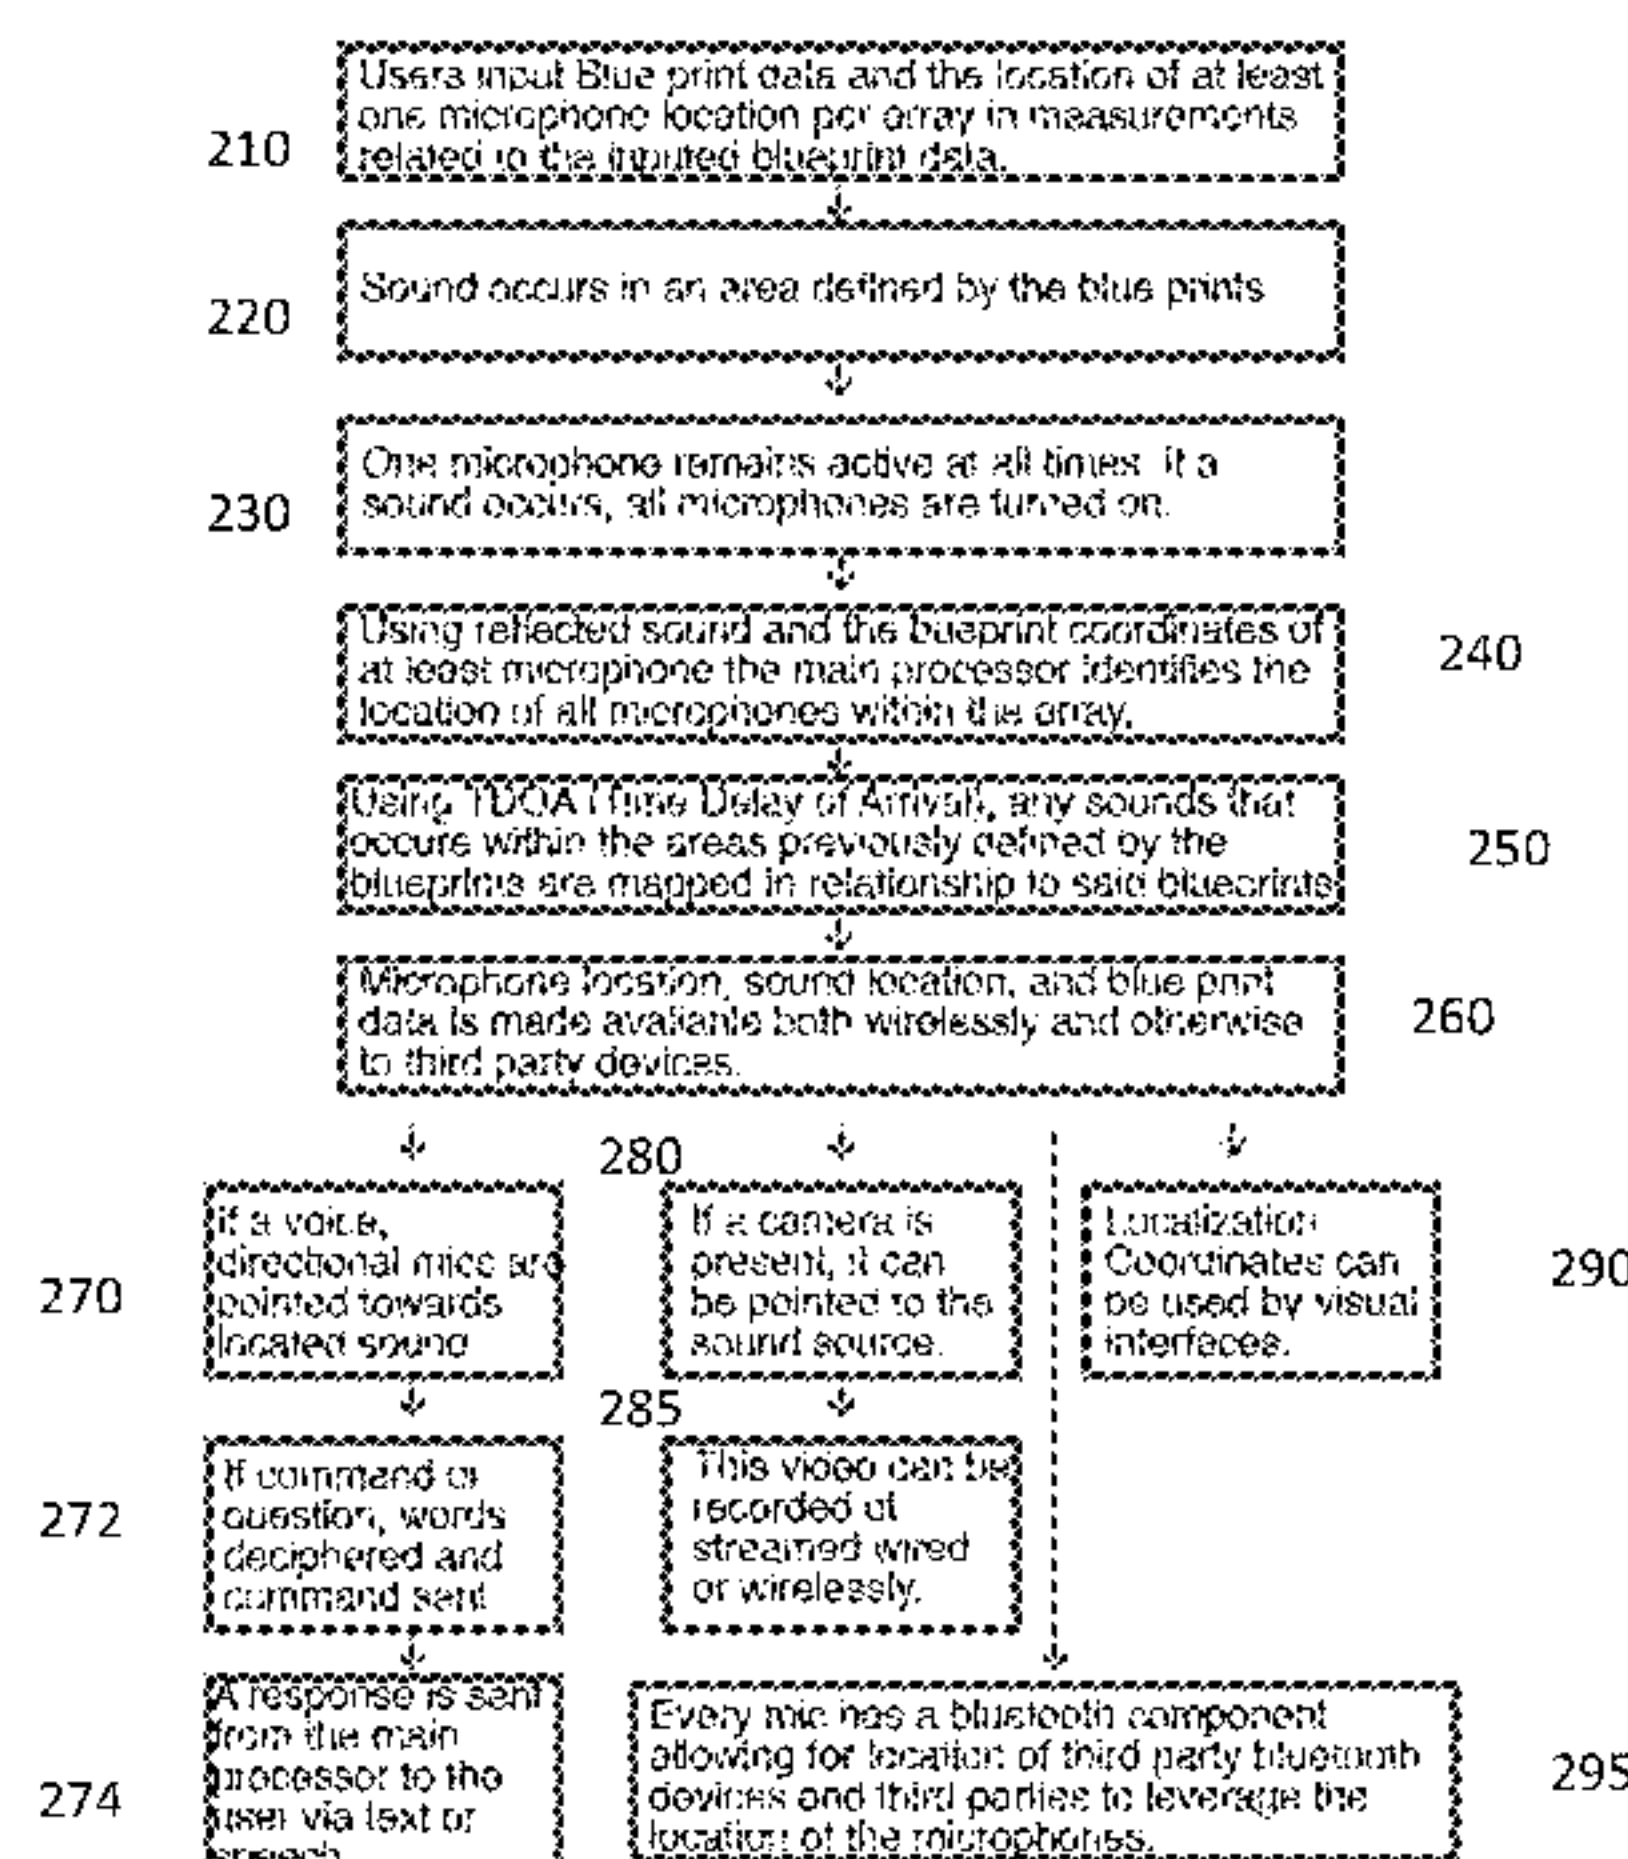 Users input Blue print data and the location of at least
one microphone location per array in measurements
related to the inputed blueprint data.
210
Sound occurs in an area defined by the blue prints
220
One microphone remains active at all times. If a
sound occurs, all microphones are turned on.
230
Using reflected sound and the bueprint coordinates of
at least microphone the main processor identifies the
location of all microphones within the array.
240
Using TDOA (Time Delay of Arrival), any sounds that
occure within the areas previously defined by the
blueprints are mapped in relationship to said blueprints
250
Microphone location, sound location, and blue print
data is made available both wirelessly and otherwise
to third party devices.
260
270
If a voice,
directional mics are
pointed towards
located sound
280
If a camera is
present, it can
be pointed to the
sound source.
Localization
Coordinates can
be used by visual
interfaces.
290
272
If command or
question, words
deciphered and
command sent
285
This video can be
recorded of
streamed wired
or wirelessly.
274
A response is sent
from the main
processor to the
user via text or
speech
Every mic has a bluetooth component
allowing for location of third party bluetooth
devices and third parties to leverage the
location of the microphones.
295